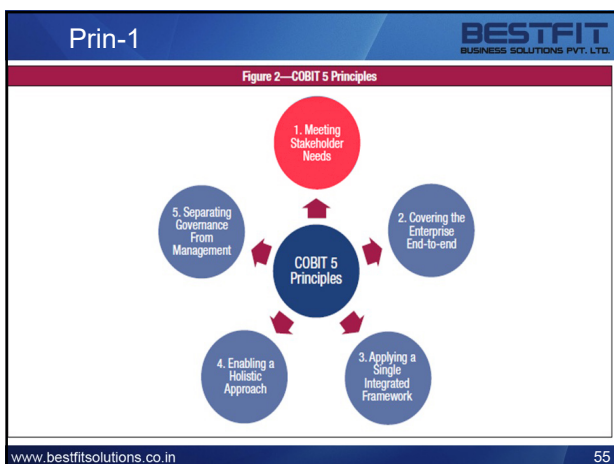 Prin-1
BESTFIT
BUSINESS SOLUTIONS PVT. LTD.
Figure 2—COBIT 5 Principles
1. Meeting
Stakeholder
Needs
2. Covering the
Enterprise
End-to-end
3. Applying a
Single
Integrated
Framework
4. Enabling a
Holistic
Approach
5. Separating
Governance
From
Management
COBIT 5
Principles
www.bestfitsolutions.co.in
55